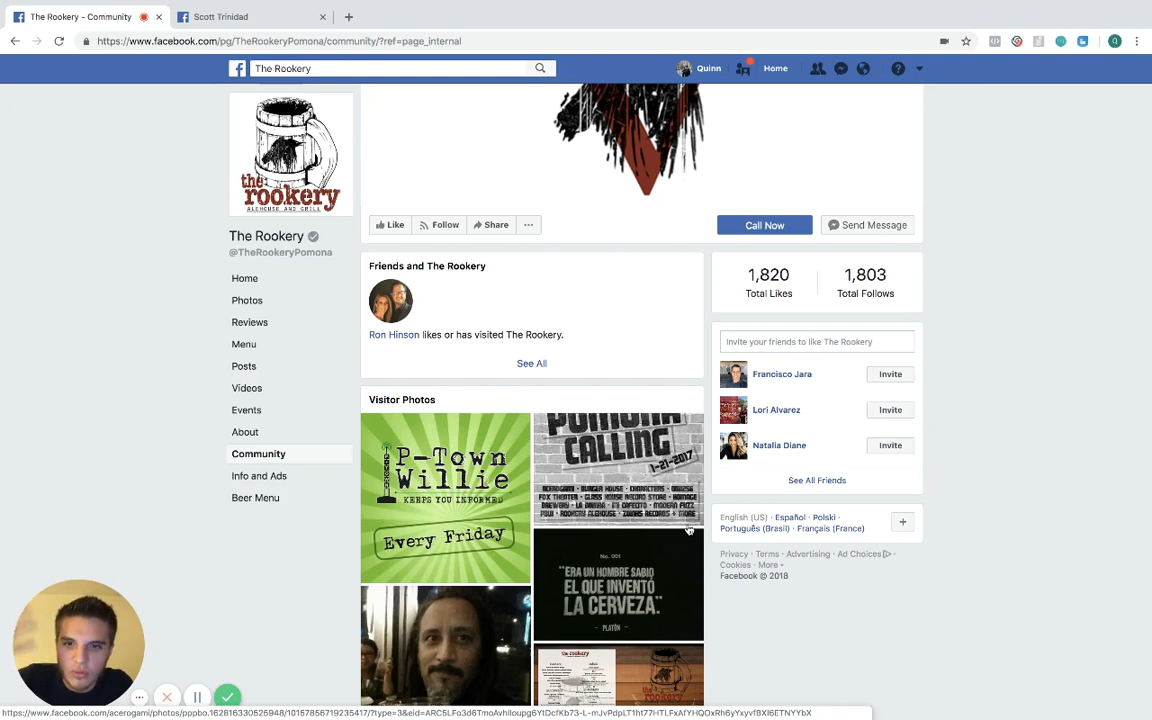 The Rookery - Community
Scott Trinidad
https://www.facebook.com/pg/TheRookeryPomona/community/?ref=page_internal
The Rookery
Quinn
Home
the
rookery
ALEHOUSE AND GRILL
Like
Follow
Share
Call Now
Send Message
The Rookery
@TheRookeryPomona
Home
Photos
Reviews
Menu
Posts
Videos
Events
About
Community
Info and Ads
Beer Menu
Friends and The Rookery
Ron Hinson likes or has visited The Rookery.
See All
1,820
Total Likes
1,803
Total Follows
Invite your friends to like The Rookery
Francisco Jara
Invite
Lori Alvarez
Invite
Natalia Diane
Invite
See All Friends
English (US) · Español · Polski ·
Português (Brasil) · Français (France)
Privacy · Terms · Advertising · Ad Choices ·
Cookies · More
Facebook © 2018
Visitor Photos
P-Town
Willie
KEEPS YOU INFORMED
Every Friday
POMONA
CALLING
1-21-2017
No. 001
"ERA UN HOMBRE SABIO
EL QUE INVENTÓ
LA CERVEZA."
- PLATÓN
the rookery
the
rookery